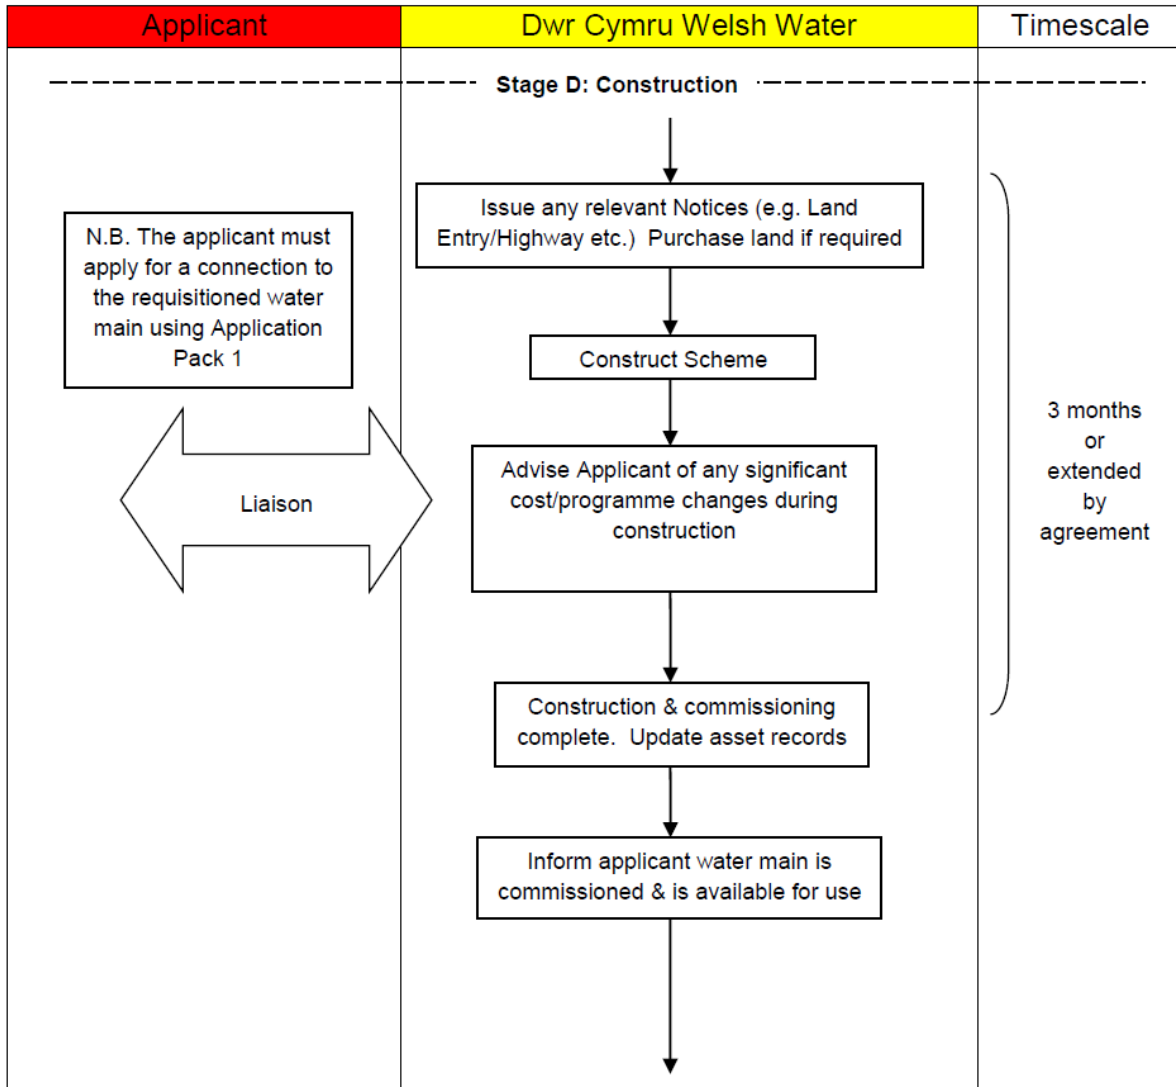 Applicant
Dwr Cymru Welsh Water
Timescale
Stage D: Construction
Issue any relevant Notices (e.g. Land
Entry/Highway etc.) Purchase land if required
N.B. The applicant must
apply for a connection to
the requisitioned water
main using Application
Pack 1
Construct Scheme
Liaison
Advise Applicant of any significant
cost/programme changes during
construction
3 months
or
extended
by
agreement
Construction & commissioning
complete. Update asset records
Inform applicant water main is
commissioned & is available for use